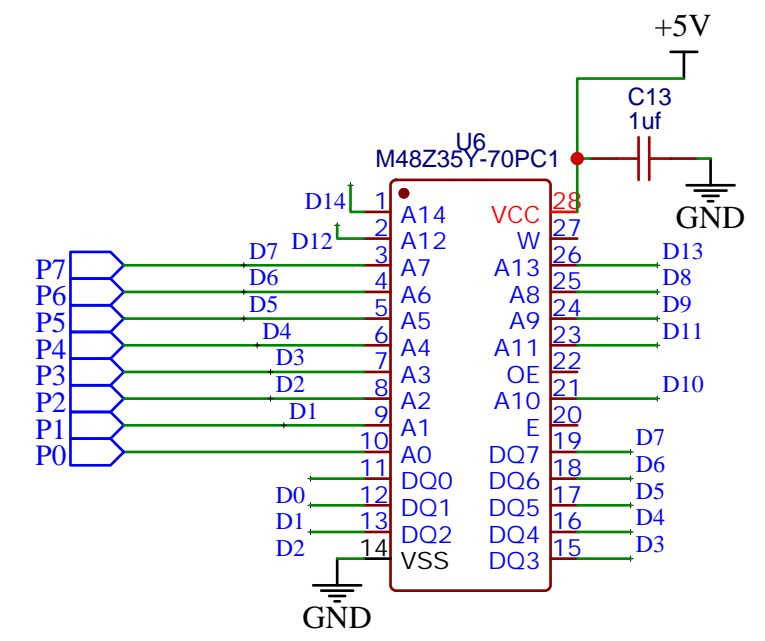 +5V
C13
1uf
U6
M48Z35Y-70PC1
GND
D14 1 A14 VCC 28
D12 2 A12 W 27
P7 D7 3 A7 A13 26 D13
P6 D6 4 A6 A8 25 D8
P5 D5 5 A5 A9 24 D9
P4 D4 6 A4 A11 23 D11
P3 D3 7 A3 OE 22
P2 D2 8 A2 A10 21 D10
P1 D1 9 A1 E 20
P0 10 A0 DQ7 19 D7
11 DQ0 DQ6 18 D6
D0 12 DQ1 DQ5 17 D5
D1 13 DQ2 DQ4 16 D4
D2 14 VSS DQ3 15 D3
GND